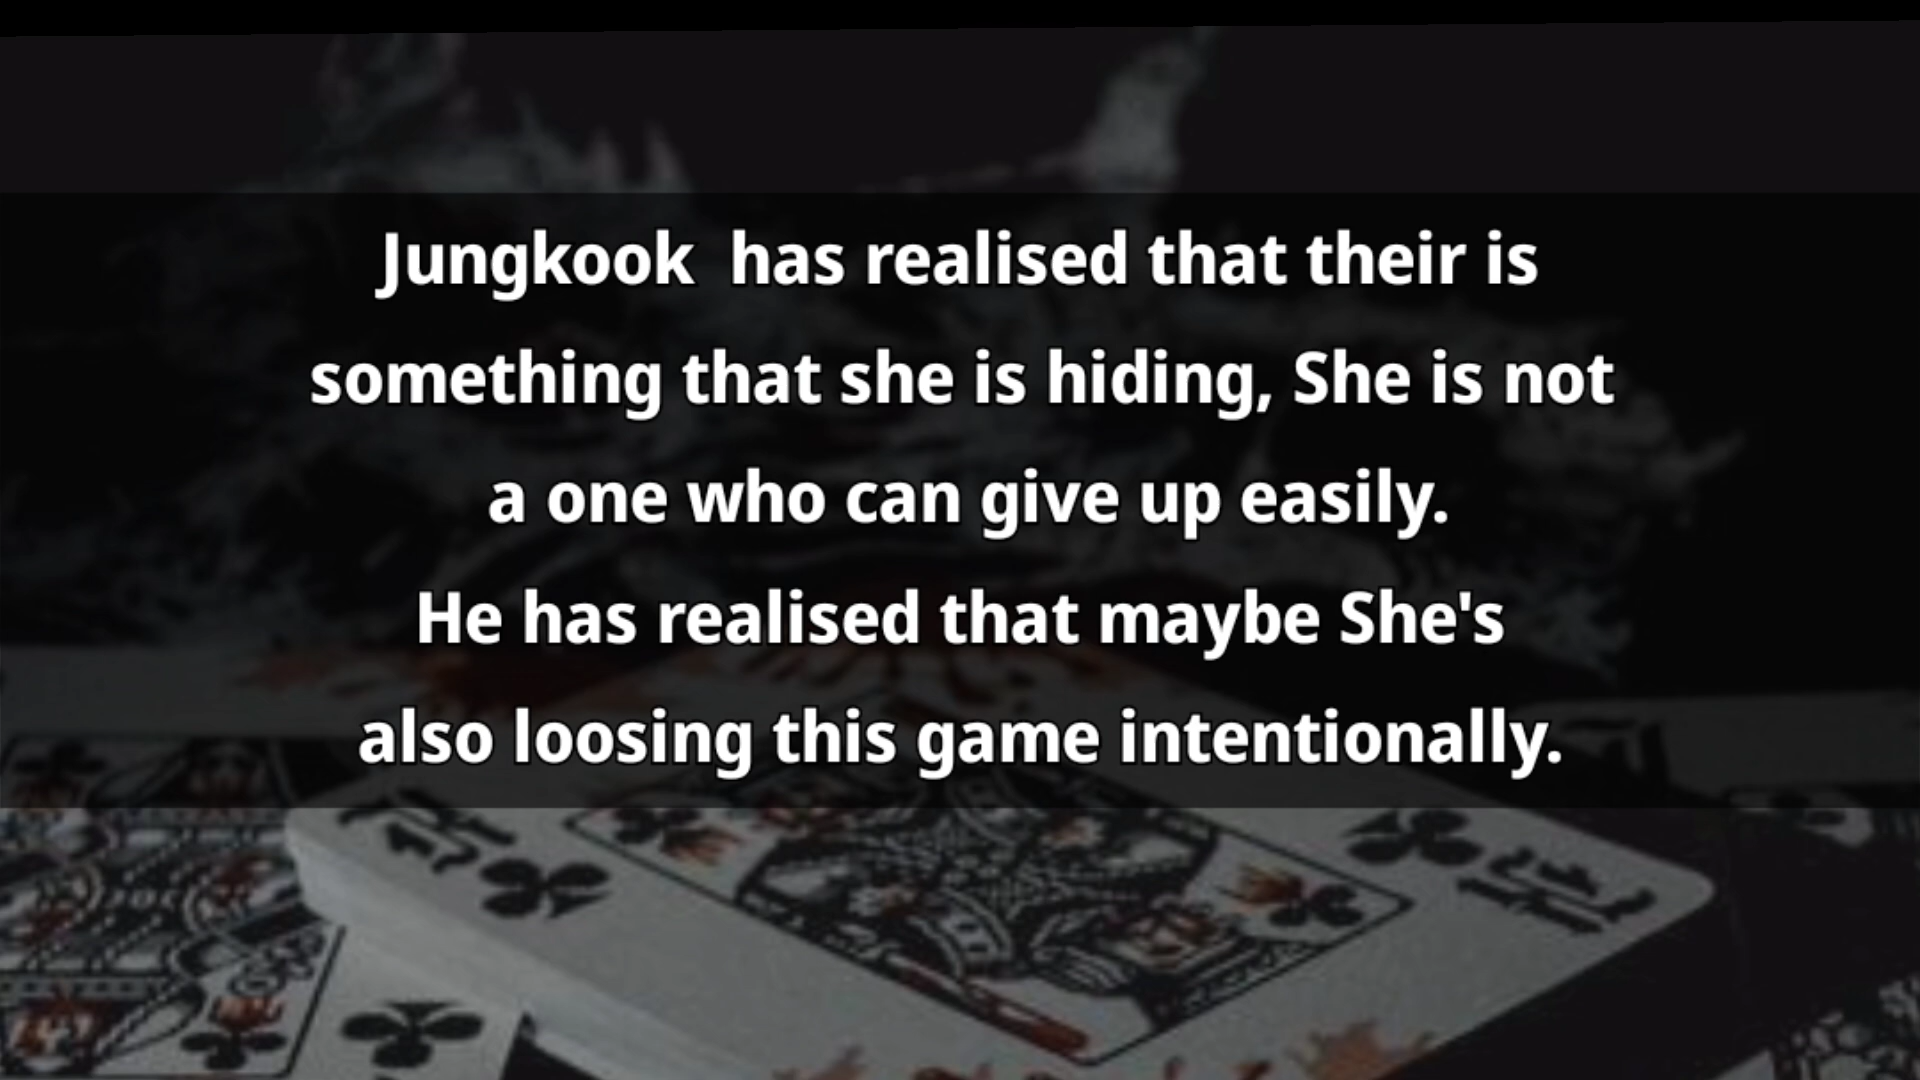 Jungkook  has realised that their is
something that she is hiding, She is not
a one who can give up easily.
He has realised that maybe She's
also loosing this game intentionally.